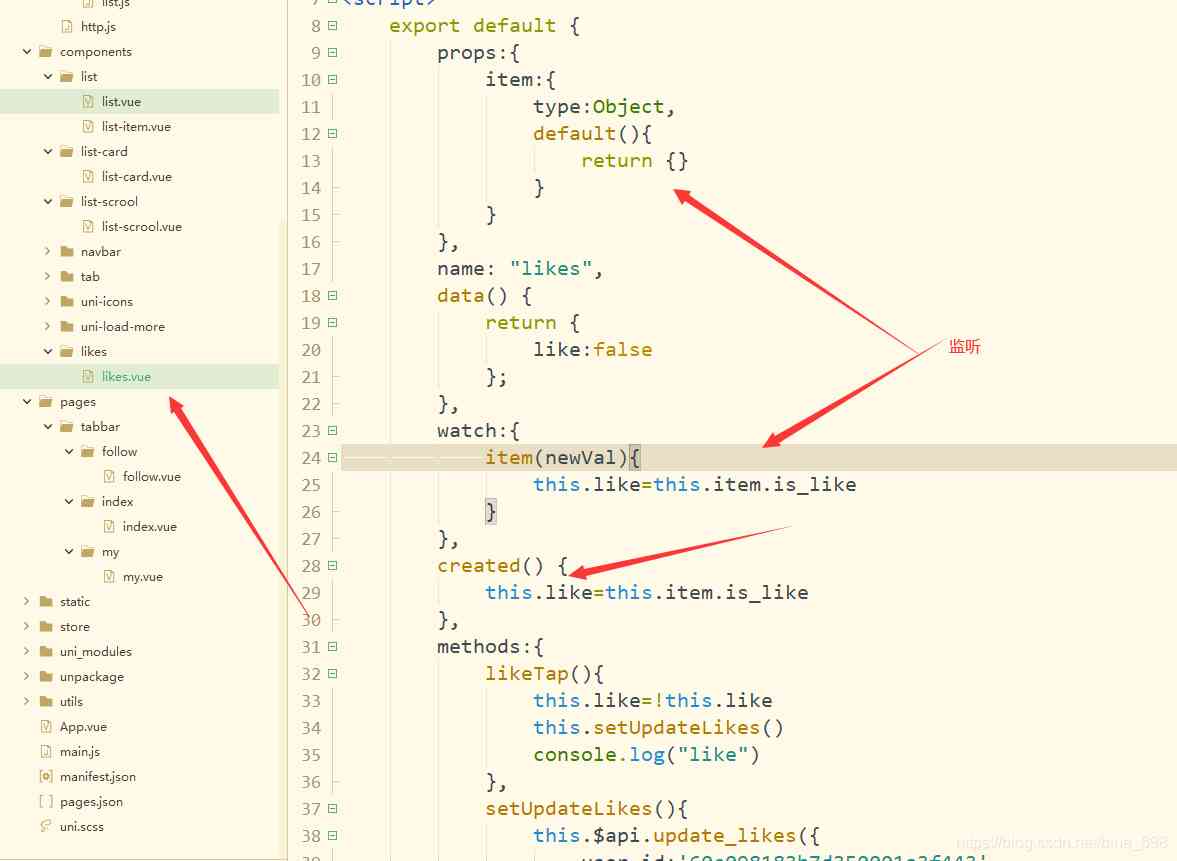 list.js
http.js
components
list
list.vue
list-item.vue
list-card
list-card.vue
list-scrool
list-scrool.vue
navbar
tab
uni-icons
uni-load-more
likes
likes.vue
pages
tabbar
follow
follow.vue
index
index.vue
my
my.vue
static
store
uni_modules
unpackage
utils
App.vue
main.js
manifest.json
pages.json
uni.scss
7 <script>
8 export default {
9 props:{
10 item:{
11 type:Object,
12 default(){
13 return {}
14 }
15 }
16 },
17 name: "likes",
18 data() {
19 return {
20 like:false
21 };
22 },
23 watch:{
24 item(newVal){
25 this.like=this.item.is_like
26 }
27 },
28 created() {
29 this.like=this.item.is_like
30 },
31 methods:{
32 likeTap(){
33 this.like=!this.like
34 this.setUpdateLikes()
35 console.log("like")
36 },
37 setUpdateLikes(){
38 this.$api.update_likes({
39
监听